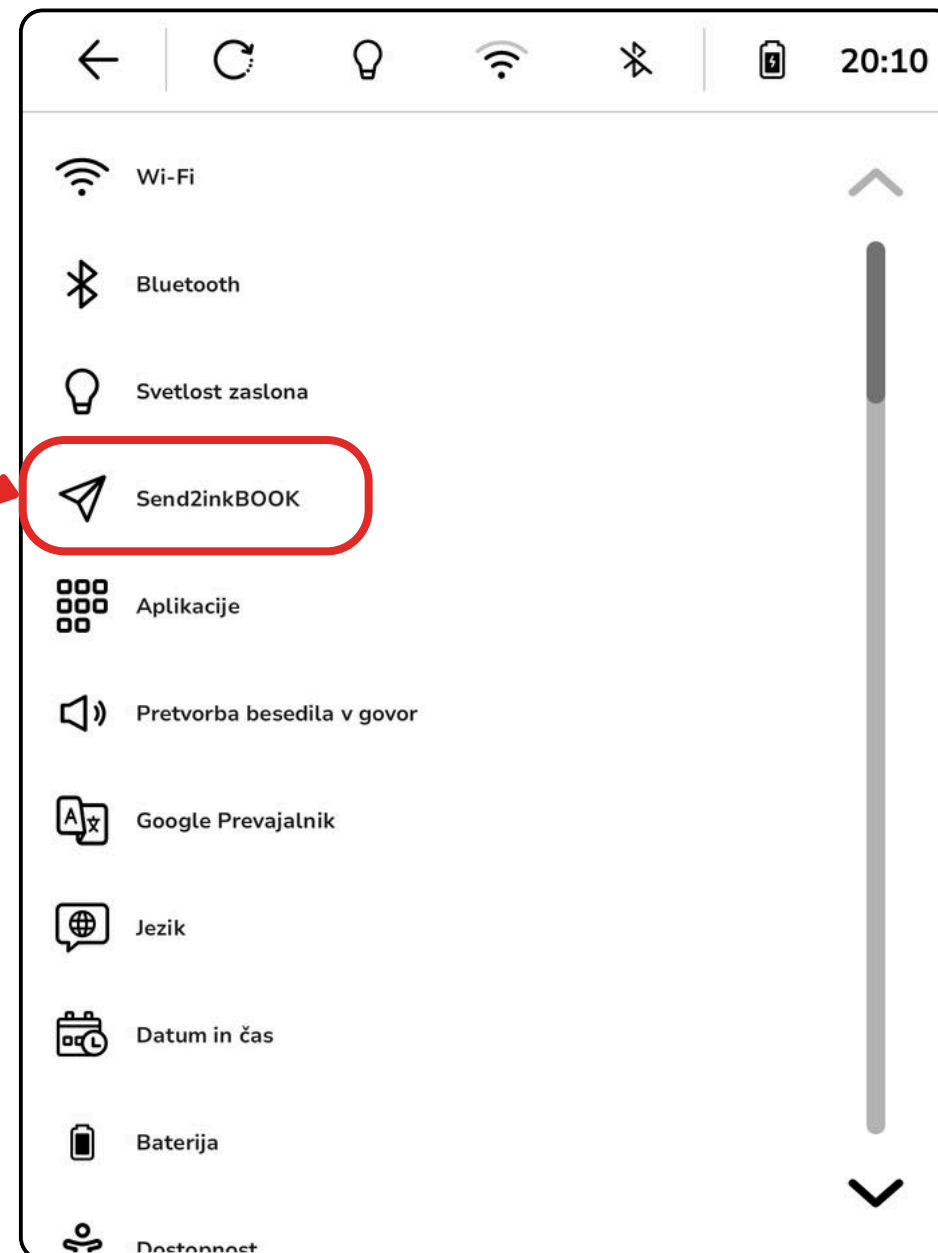 20:10
Wi-Fi
Bluetooth
Svetlost zaslona
Send2inkBOOK
Aplikacije
Pretvorba besedila v govor
Google Prevajalnik
Jezik
Datum in čas
Baterija
Dostopnost